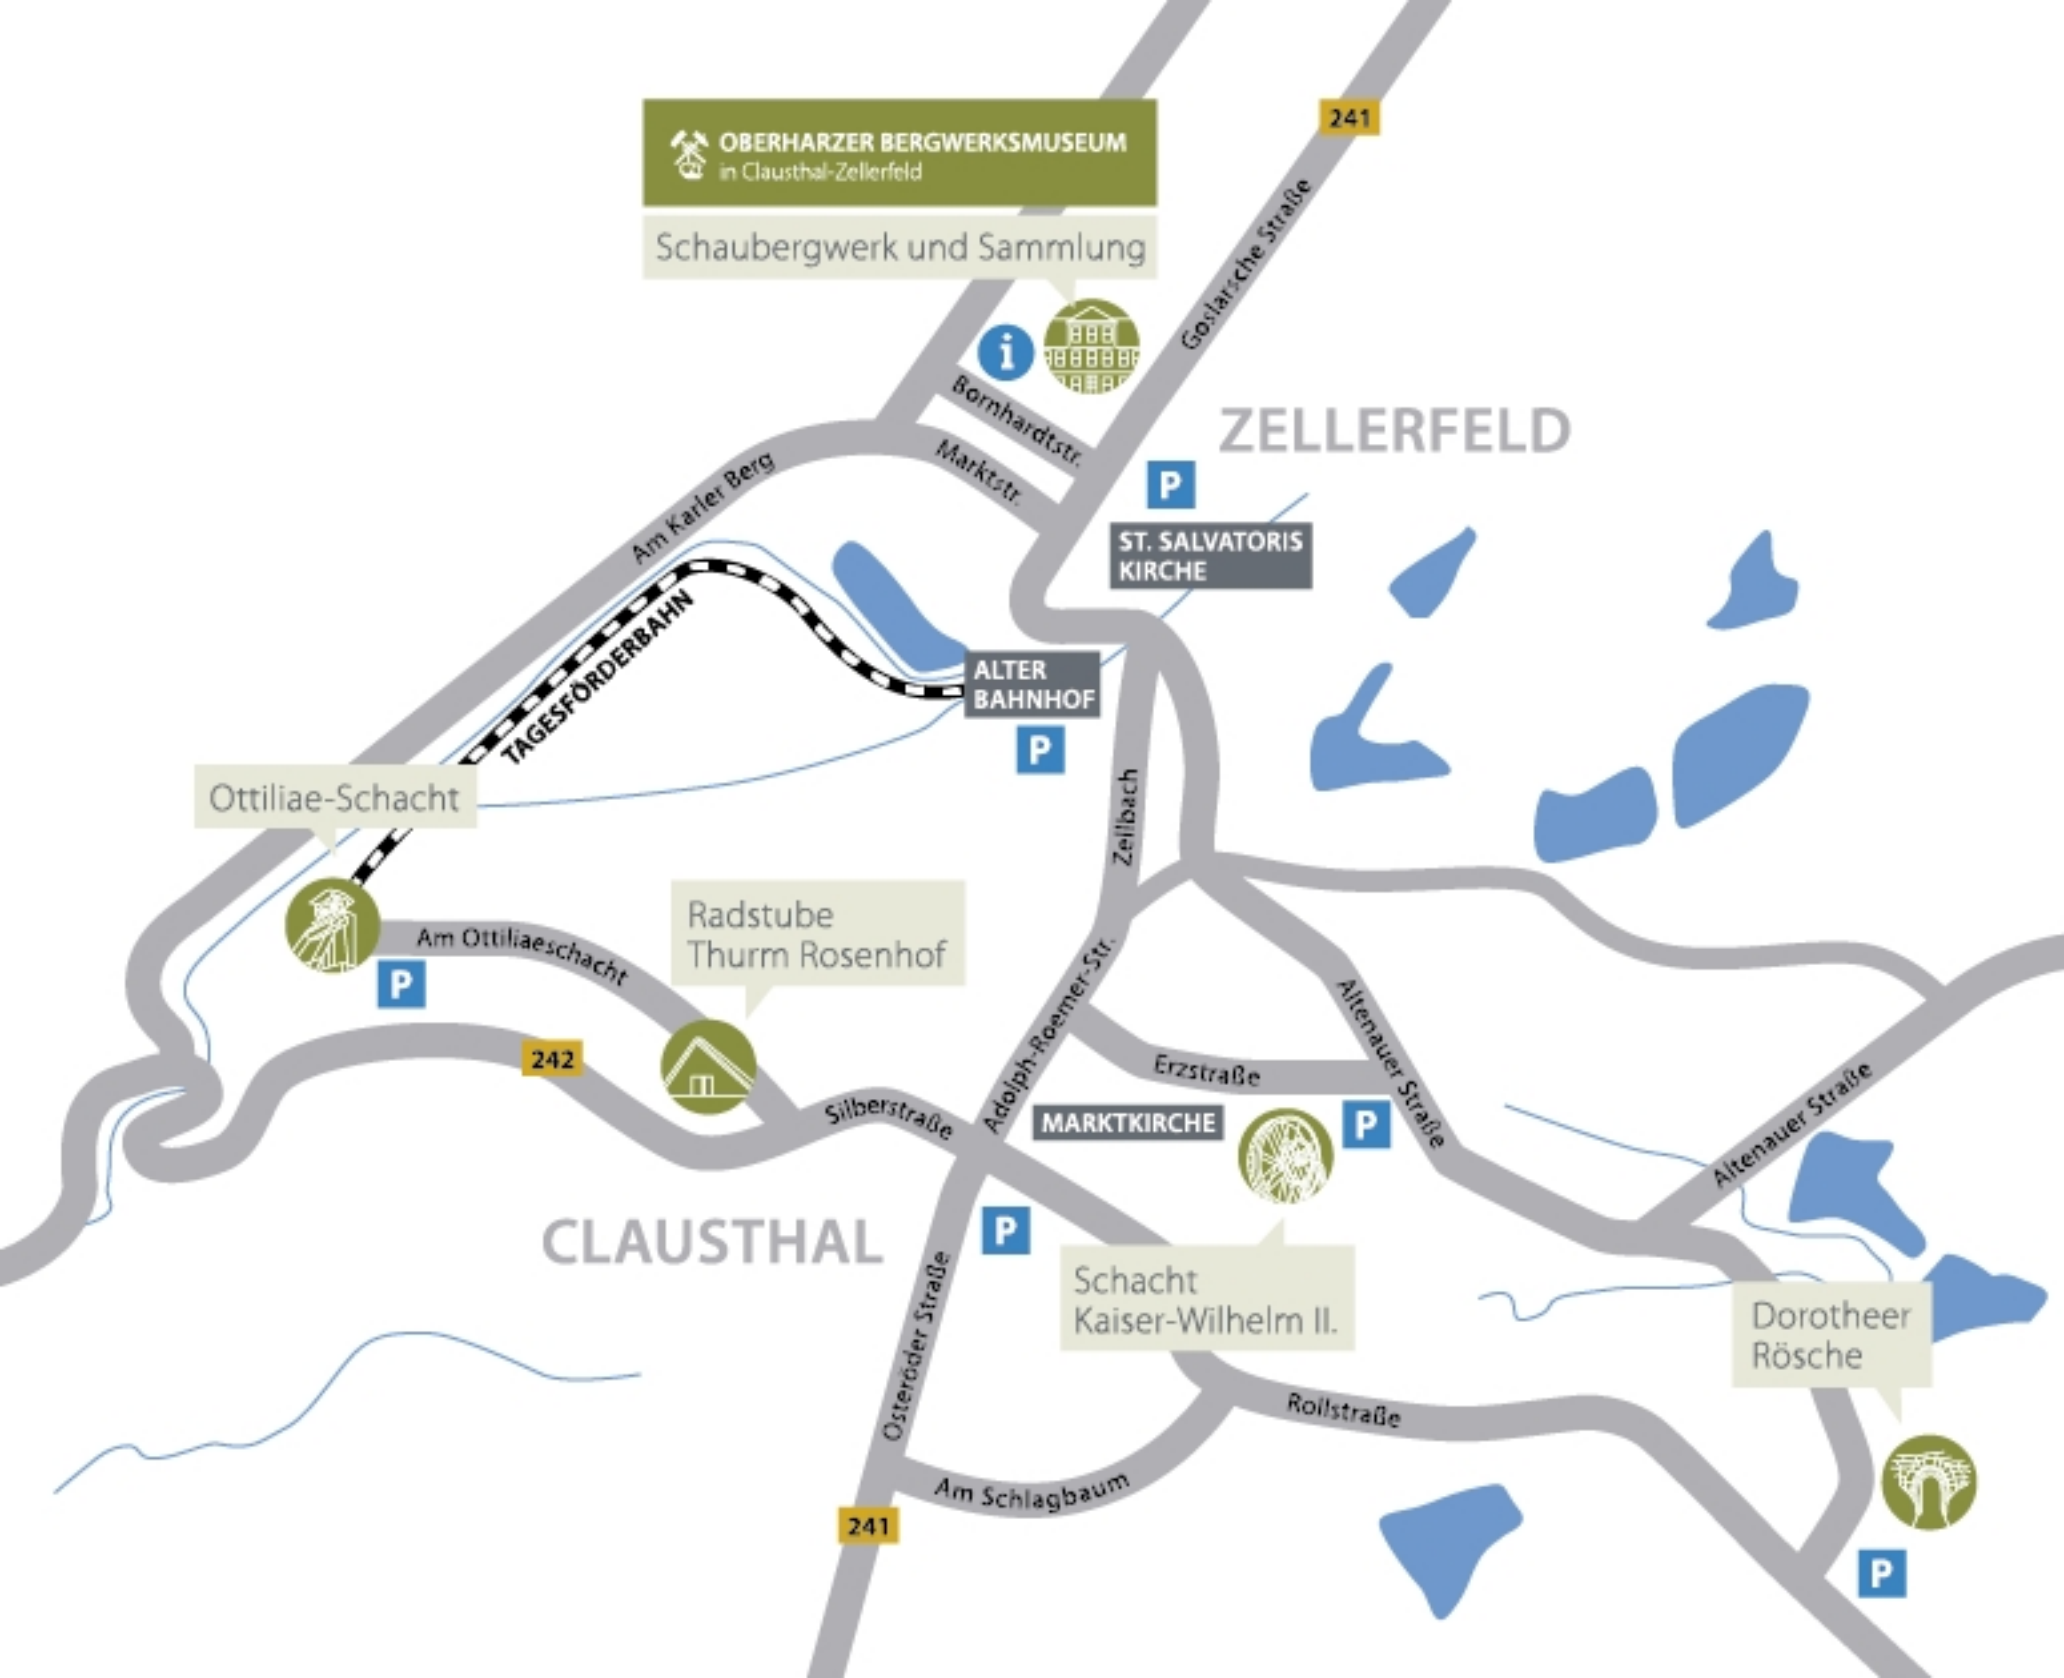 241
OBERHARZER BERGWERKSMUSEUM
in Clausthal-Zellerfeld
Schaubergwerk und Sammlung
Goslarsche Straße
i
Bornhardtstr.
ZELLERFELD
Marktstr.
Am Karler Berg
P
ST. SALVATORIS
KIRCHE
TAGESFÖRDERBAHN
ALTER
BAHNHOF
P
Ottiliae-Schacht
Zellbach
Radstube
Thurm Rosenhof
Am Ottiliaeschacht
P
Adolph-Roemer-Str.
Altenauer Straße
242
Erzstraße
Silberstraße
MARKTKIRCHE
P
Altenauer Straße
CLAUSTHAL
P
Schacht
Kaiser-Wilhelm II.
Dorotheer
Rösche
Osteröder Straße
Rollstraße
Am Schlagbaum
241
P